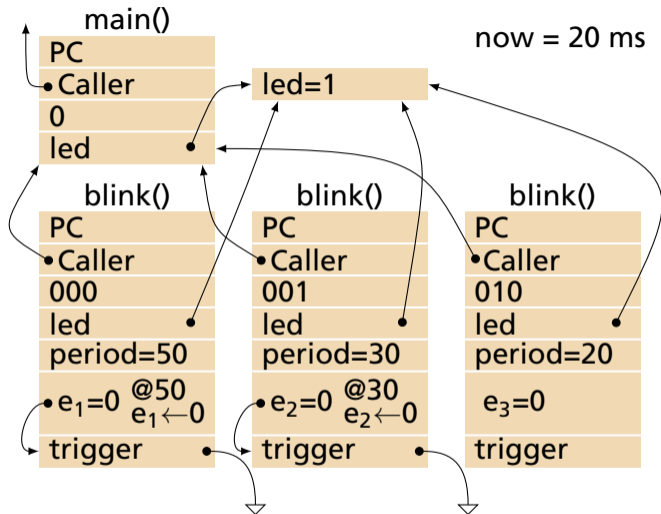 main()
now = 20 ms
PC
Caller
led=1
0
led
blink()
PC
Caller
000
led
period=50
e₁=0 @50
e₁←0
trigger
blink()
PC
Caller
001
led
period=30
e₂=0 @30
e₂←0
trigger
blink()
PC
Caller
010
led
period=20
e₃=0
trigger